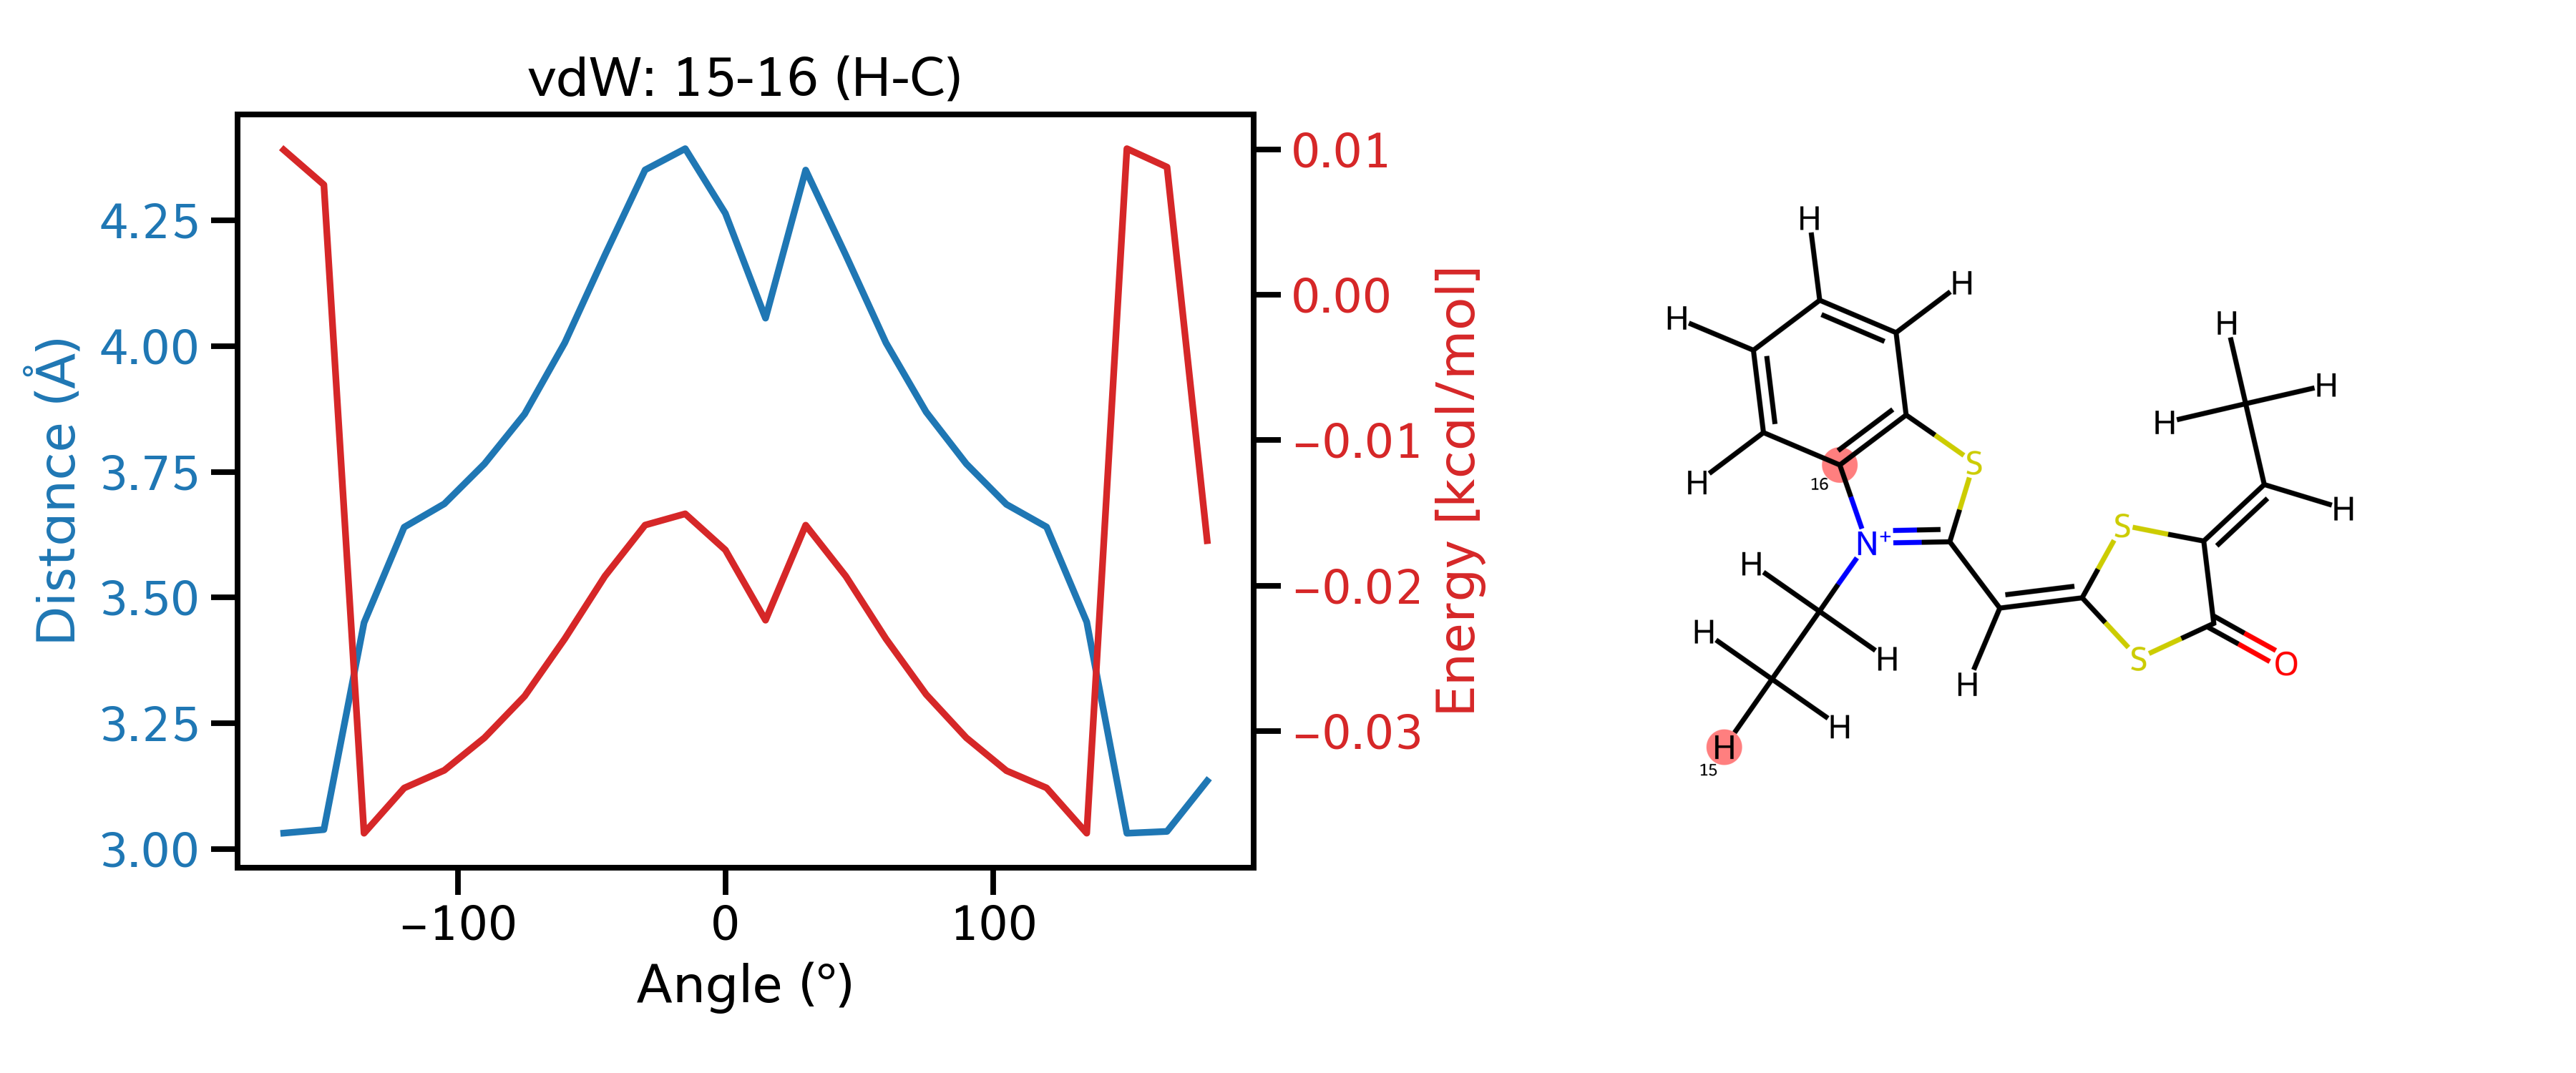 vdW: 15-16 (H-C)
Distance (Å)
4.25
4.00
3.75
3.50
3.25
3.00
0.01
0.00
−0.01
−0.02
−0.03
Energy [kcal/mol]
−100
0
100
Angle (°)
H
H
H
H
H
H
S
H
16
S
H
N+
H
H
H
S
O
H
H
H
H
15